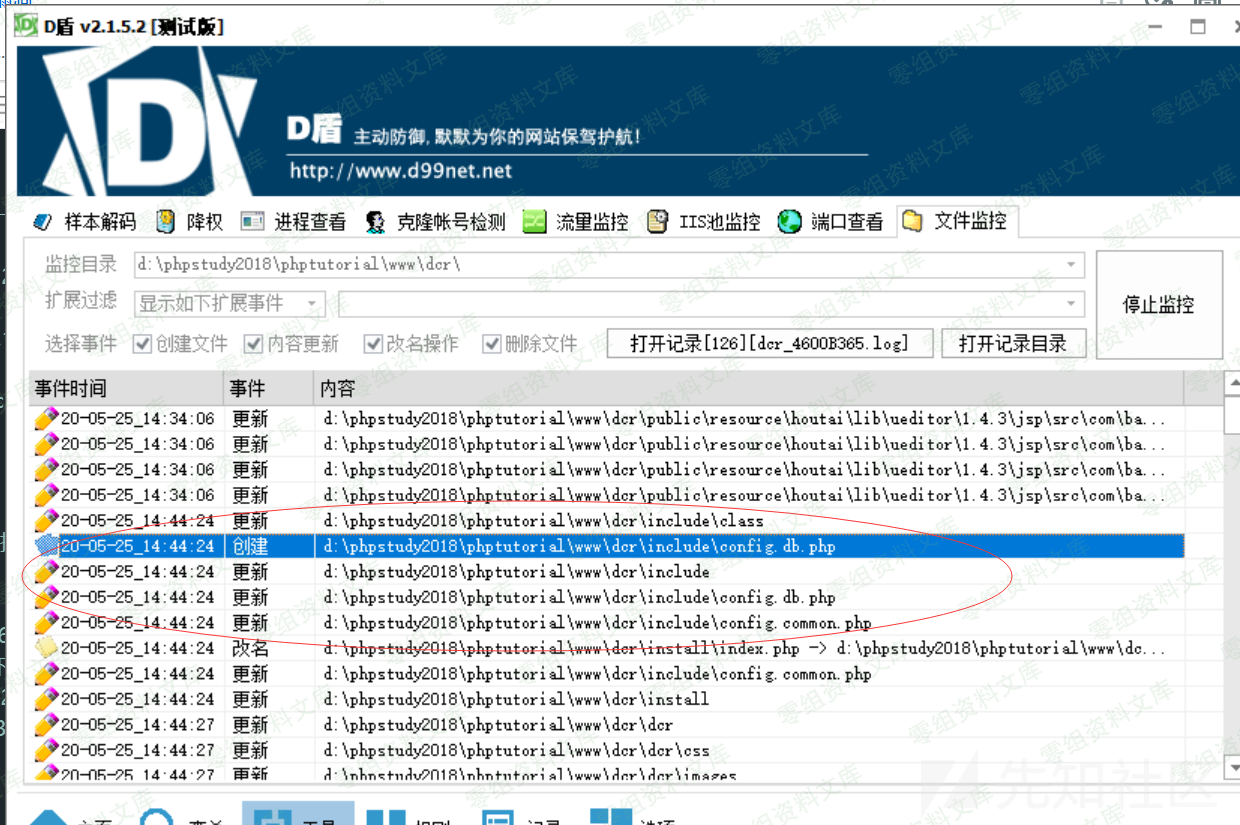 D盾 v2.1.5.2 [测试版]
D盾 主动防御,默默为你的网站保驾护航!
http://www.d99net.net
样本解码 降权 进程查看 克隆帐号检测 流量监控 IIS池监控 端口查看 文件监控
监控目录 d:\phpstudy2018\phptutorial\www\dcr\
扩展过滤 显示如下扩展事件
停止监控
选择事件 创建文件 内容更新 改名操作 删除文件 打开记录[126][dcr_4600B365.log] 打开记录目录
事件时间 事件 内容
20-05-25_14:34:06 更新 d:\phpstudy2018\phptutorial\www\dcr\public\resource\houtai\lib\ueditor\1.4.3\jsp\src\com\ba...
20-05-25_14:34:06 更新 d:\phpstudy2018\phptutorial\www\dcr\public\resource\houtai\lib\ueditor\1.4.3\jsp\src\com\ba...
20-05-25_14:34:06 更新 d:\phpstudy2018\phptutorial\www\dcr\public\resource\houtai\lib\ueditor\1.4.3\jsp\src\com\ba...
20-05-25_14:34:06 更新 d:\phpstudy2018\phptutorial\www\dcr\public\resource\houtai\lib\ueditor\1.4.3\jsp\src\com\ba...
20-05-25_14:44:24 更新 d:\phpstudy2018\phptutorial\www\dcr\include\class
20-05-25_14:44:24 创建 d:\phpstudy2018\phptutorial\www\dcr\include\config.db.php
20-05-25_14:44:24 更新 d:\phpstudy2018\phptutorial\www\dcr\include
20-05-25_14:44:24 更新 d:\phpstudy2018\phptutorial\www\dcr\include\config.db.php
20-05-25_14:44:24 更新 d:\phpstudy2018\phptutorial\www\dcr\include\config.common.php
20-05-25_14:44:24 改名 d:\phpstudy2018\phptutorial\www\dcr\install\index.php -> d:\phpstudy2018\phptutorial\www\dc...
20-05-25_14:44:24 更新 d:\phpstudy2018\phptutorial\www\dcr\include\config.common.php
20-05-25_14:44:24 更新 d:\phpstudy2018\phptutorial\www\dcr\install
20-05-25_14:44:27 更新 d:\phpstudy2018\phptutorial\www\dcr\dcr
20-05-25_14:44:27 更新 d:\phpstudy2018\phptutorial\www\dcr\dcr\css
20-05-25_14:44:27 更新 d:\phpstudy2018\phptutorial\www\dcr\dcr\images
零组资料文库
先知社区